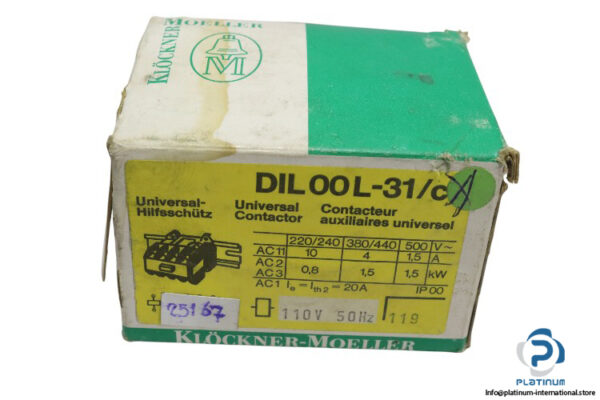 KLÖCKNER-MOELLER
M
DIL 00 L-31/c
Universal-Hilfsschütz
Universal Contactor
Contacteur auxiliaires universel
220/240 380/440 500 V~
AC 11 10 4 1,5 A
AC 2
AC 3 0,8 1,5 1,5 kW
AC 1 Ie = Ith2 = 20A IP 00
25167
110V 50Hz 119
KLÖCKNER-MOELLER
PLATINUM
Info@platinum-international.store